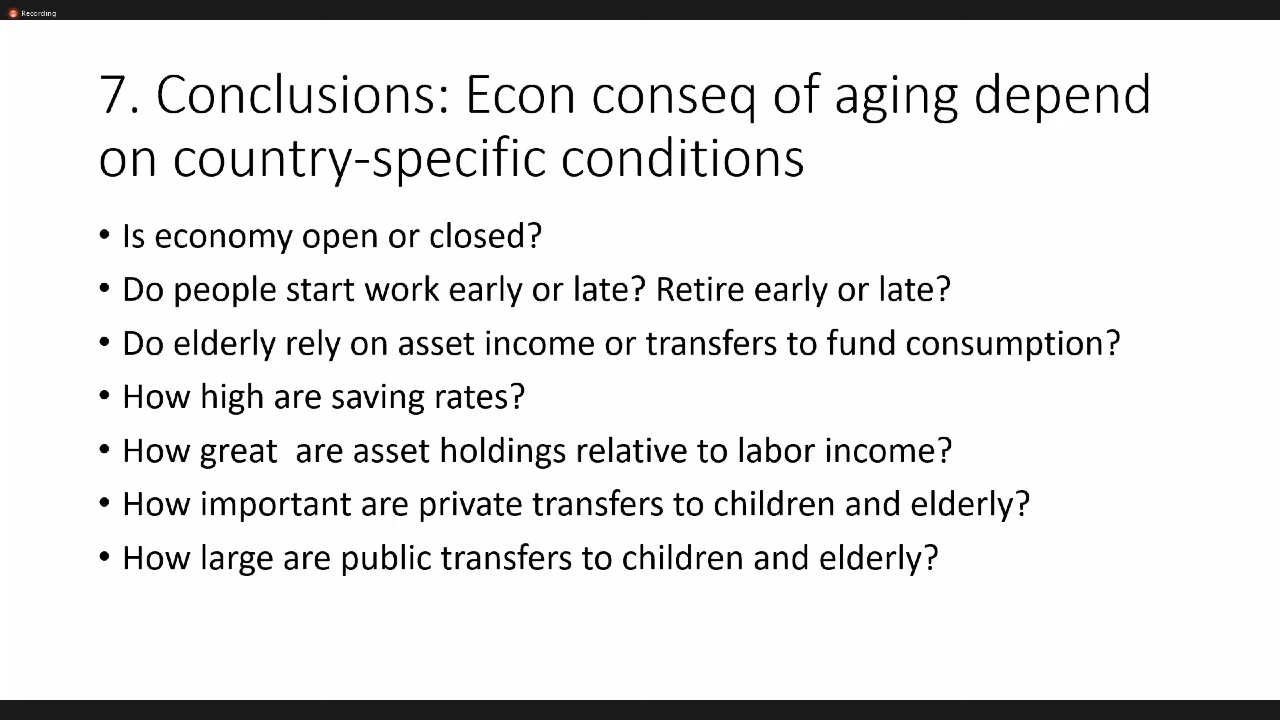 Recording
7. Conclusions: Econ conseq of aging depend
on country-specific conditions
• Is economy open or closed?
• Do people start work early or late? Retire early or late?
• Do elderly rely on asset income or transfers to fund consumption?
• How high are saving rates?
• How great  are asset holdings relative to labor income?
• How important are private transfers to children and elderly?
• How large are public transfers to children and elderly?